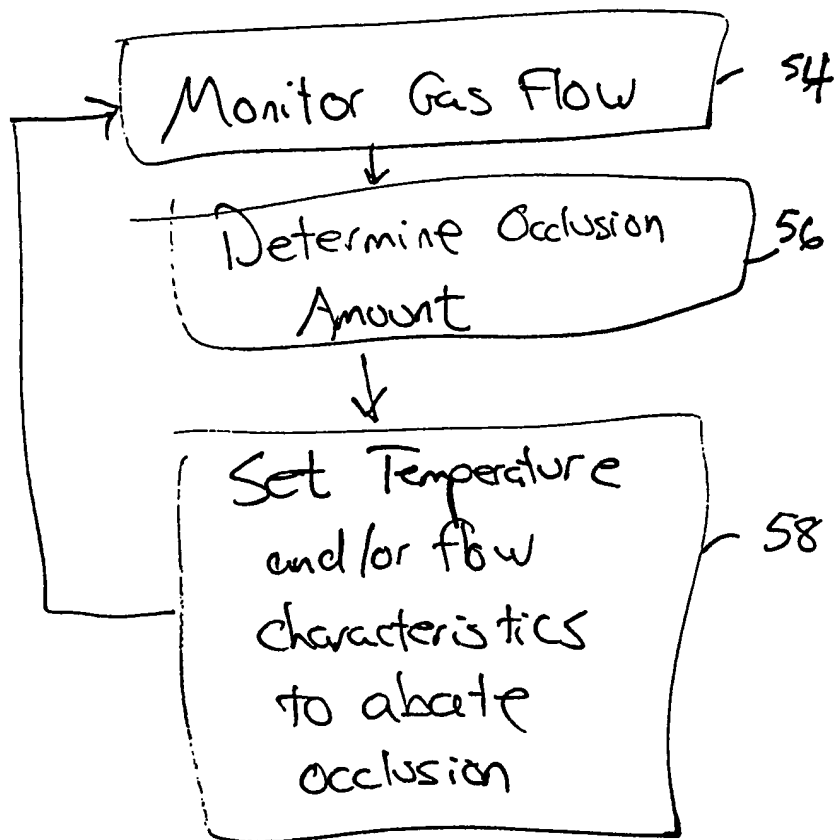 Monitor Gas Flow 54
Determine Occlusion 56
Amount
Set Temperature
and/or flow 58
characteristics
to abate
occlusion